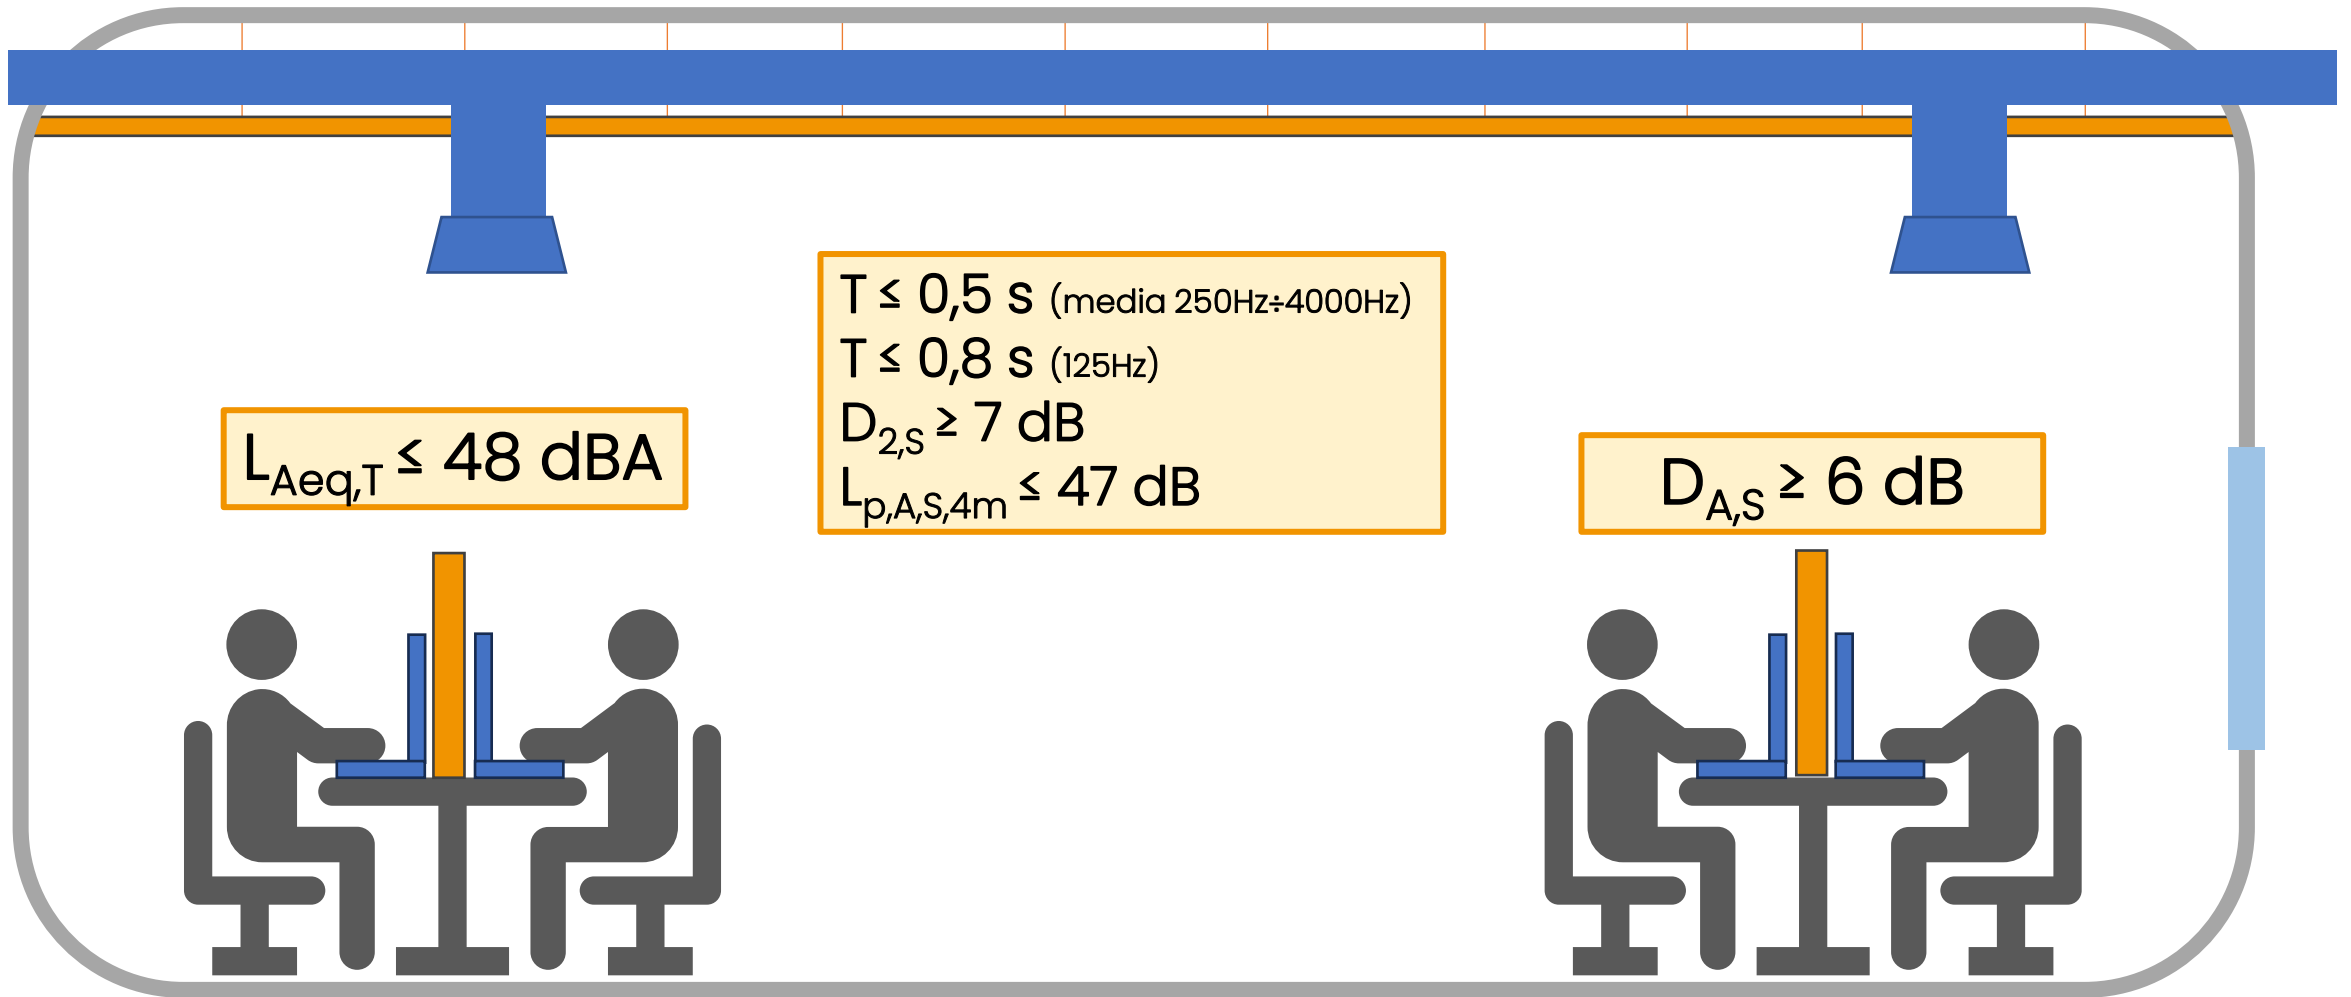 T ≤ 0,5 s (media 250Hz÷4000Hz)
T ≤ 0,8 s (125Hz)
D2,S ≥ 7 dB
Lp,A,S,4m ≤ 47 dB
LAeq,T ≤ 48 dBA
DA,S ≥ 6 dB